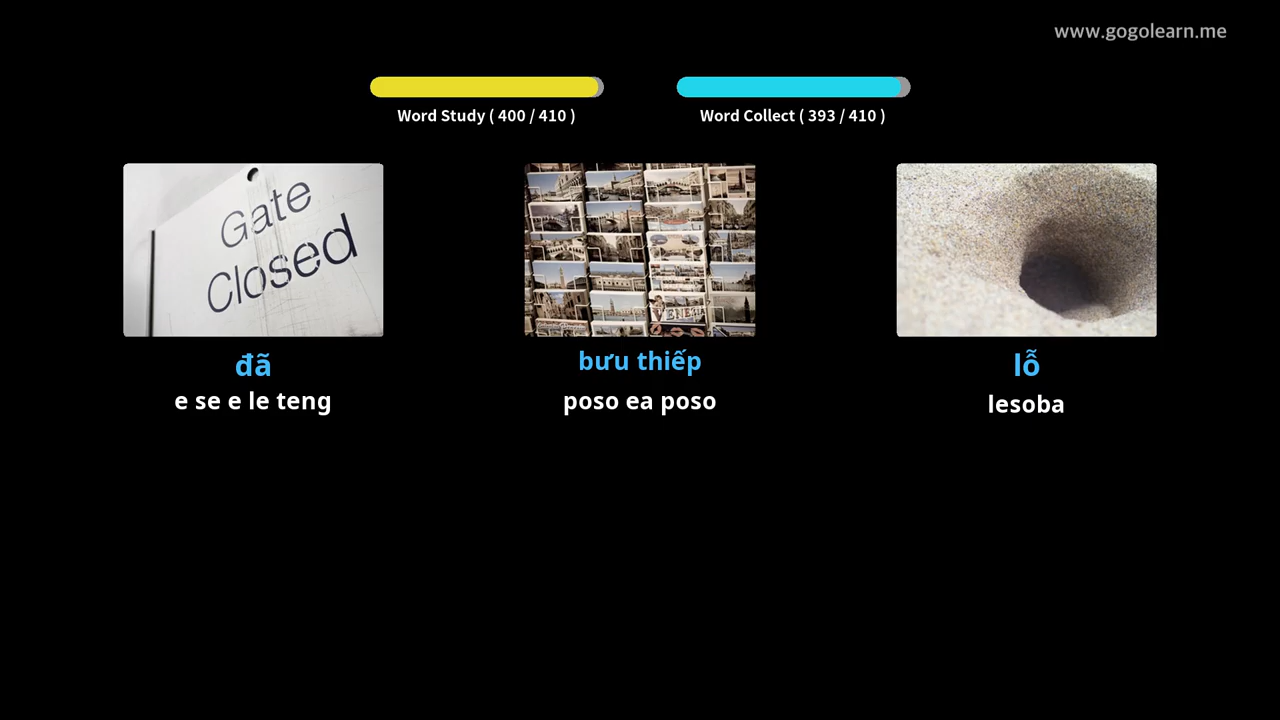 www.gogolearn.me
Word Study ( 400 / 410 )
Word Collect ( 393 / 410 )
Gate
Closed
VENEZIA
đã
bưu thiếp
lỗ
e se e le teng
poso ea poso
lesoba